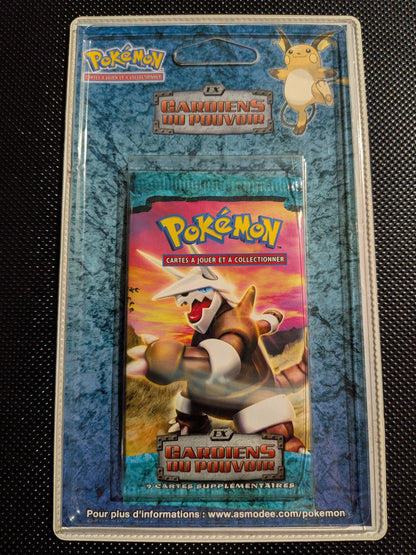 POKéMON
CARTES À JOUER ET À COLLECTIONNER
EX
GARDIENS
DU POUVOIR
POKéMON™
CARTES À JOUER ET À COLLECTIONNER
EX
GARDIENS
DU POUVOIR
9 CARTES SUPPLÉMENTAIRES
Pour plus d'informations : www.asmodee.com/pokemon